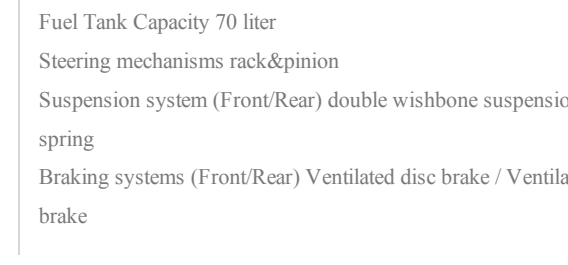 Fuel Tank Capacity 70 liter
Steering mechanisms rack&pinion
Suspension system (Front/Rear) double wishbone
spring
Braking systems (Front/Rear) Ventilated disc brake /
brake